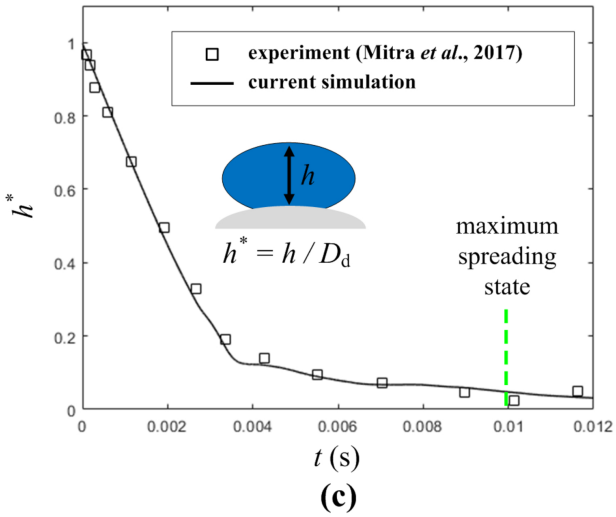 1
0.8
0.6
0.4
0.2
0
h*
experiment (Mitra et al., 2017)
current simulation
h
h* = h / Dd
maximum
spreading
state
0 0.002 0.004 0.006 0.008 0.01 0.012
t (s)
(c)